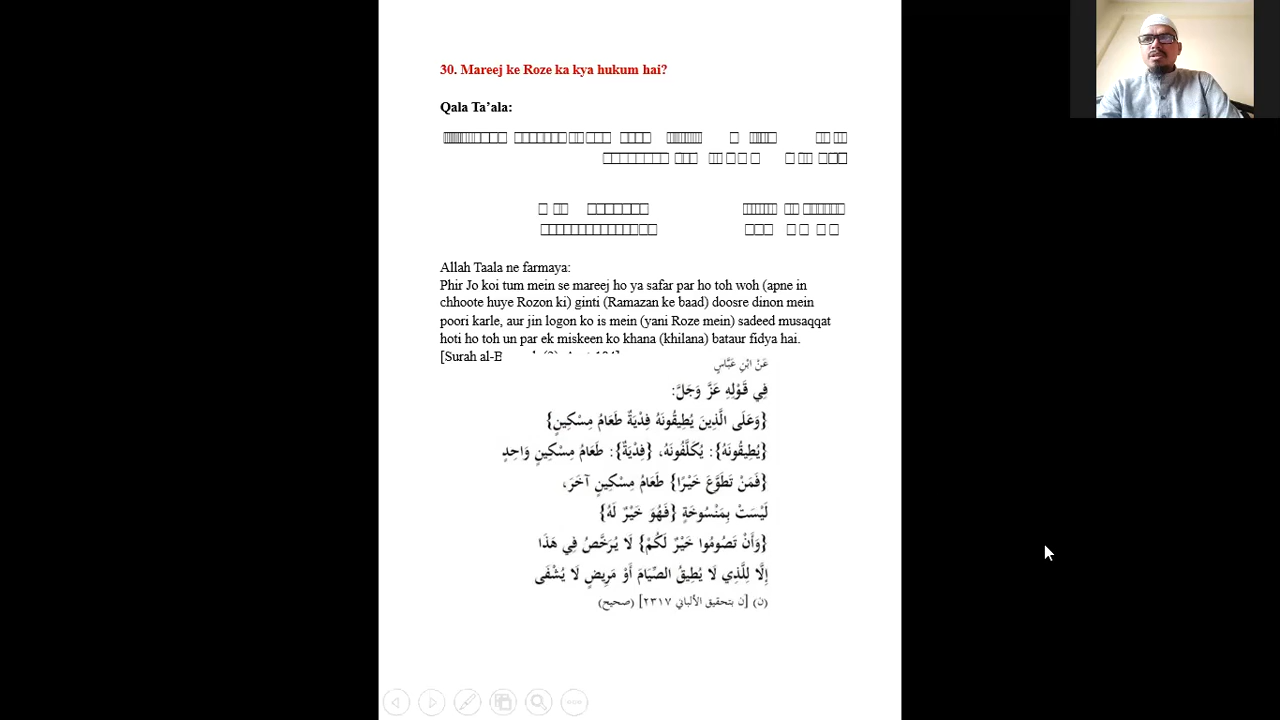 30. Mareej ke Roze ka kya hukum hai?
Qala Ta’ala:
Allah Taala ne farmaya:
Phir Jo koi tum mein se mareej ho ya safar par ho toh woh (apne in
chhoote huye Rozon ki) ginti (Ramazan ke baad) doosre dinon mein
poori karle, aur jin logon ko is mein (yani Roze mein) sadeed musaqqat
hoti ho toh un par ek miskeen ko khana (khilana) bataur fidya hai.
[Surah
عَنْ ابْنِ عَبَّاسٍ
فِي قَوْلِهِ عَزَّ وَجَلَّ:
{وَعَلَى الَّذِينَ يُطِيقُونَهُ فِدْيَةٌ طَعَامُ مِسْكِينٍ}
{يُطِيقُونَهُ}: يُكَلَّفُونَهُ، {فِدْيَةٌ}: طَعَامُ مِسْكِينٍ وَاحِدٍ
{فَمَنْ تَطَوَّعَ خَيْرًا} طَعَامُ مِسْكِينٍ آخَرَ،
لَيْسَتْ بِمَنْسُوخَةٍ {فَهُوَ خَيْرٌ لَهُ}
{وَأَنْ تَصُومُوا خَيْرٌ لَكُمْ} لَا يُرَخَّصُ فِي هَذَا
إِلَّا لِلَّذِي لَا يُطِيقُ الصِّيَامَ أَوْ مَرِيضٍ لَا يُشْفَى
(ن) [ن بتحقيق الألباني ٢٣١٧] (صحيح)